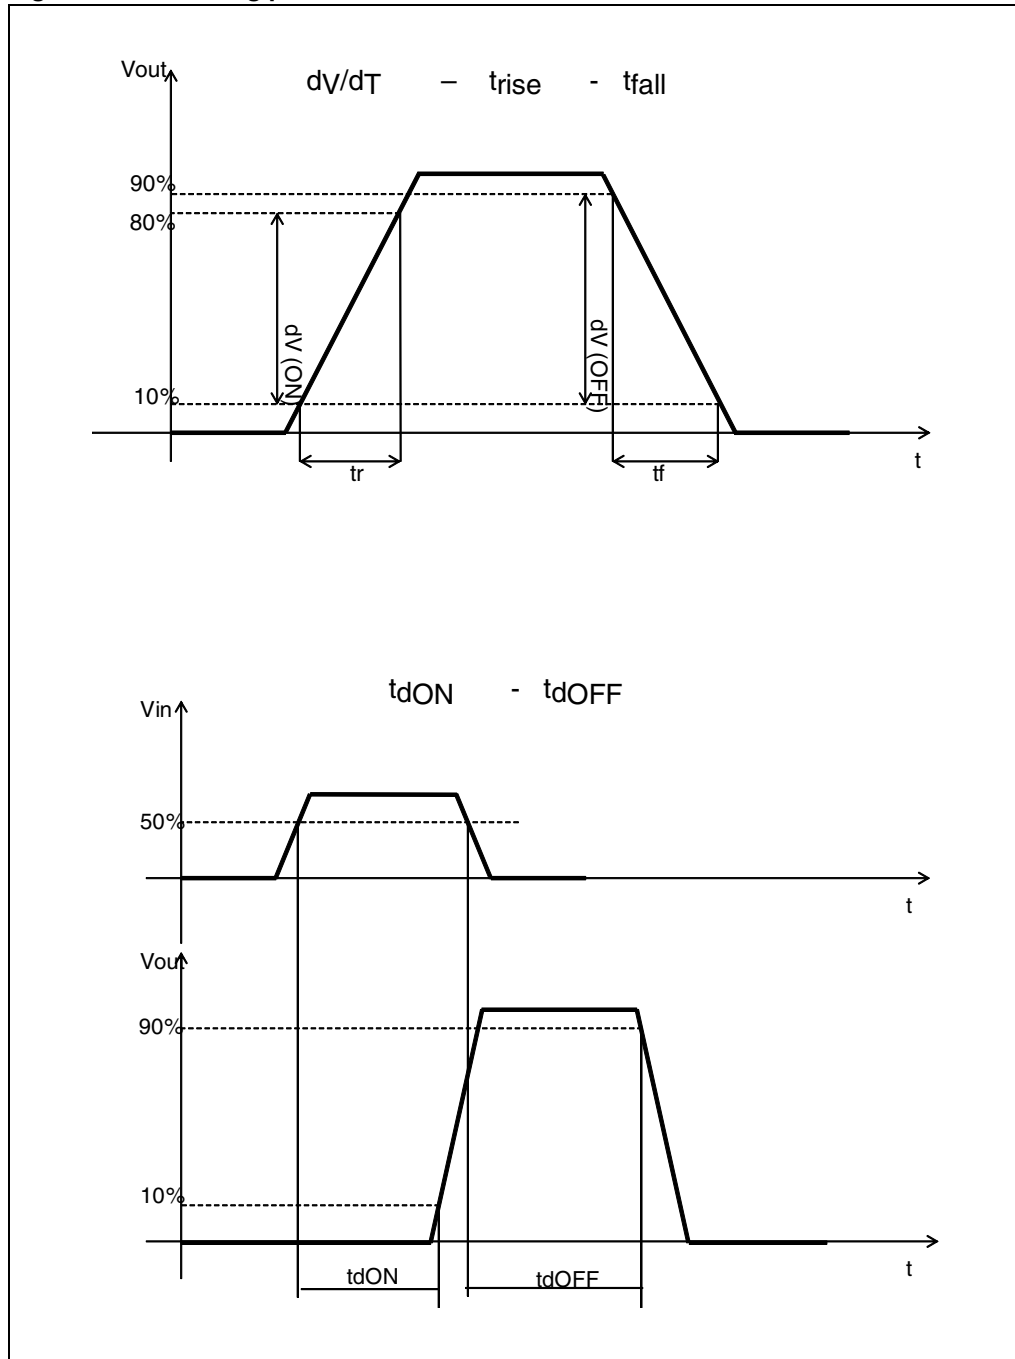 Vout
dV/dT – trise - tfall
90%
80%
dV (ON)
dV (OFF)
10%
tr
tf
t
tdON - tdOFF
Vin
50%
t
Vout
90%
10%
tdON
tdOFF
t